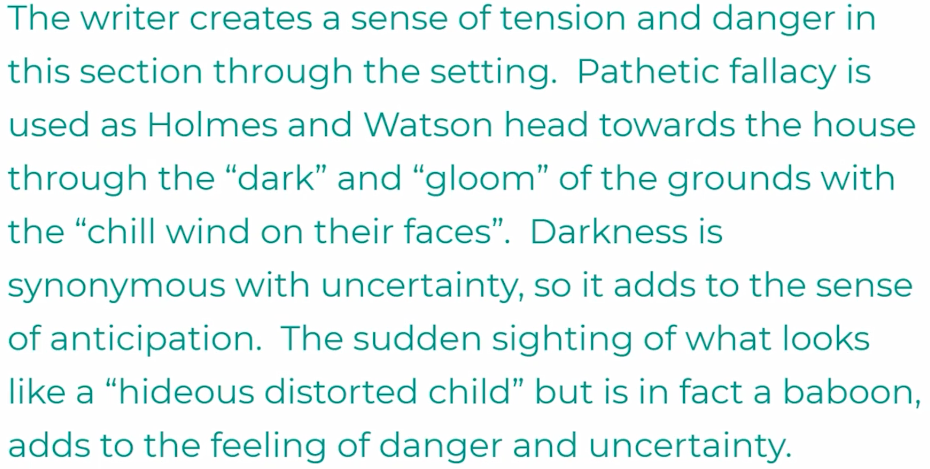 The writer creates a sense of tension and danger in
this section through the setting.  Pathetic fallacy is
used as Holmes and Watson head towards the house
through the “dark” and “gloom” of the grounds with
the “chill wind on their faces”.  Darkness is
synonymous with uncertainty, so it adds to the sense
of anticipation.  The sudden sighting of what looks
like a “hideous distorted child” but is in fact a baboon,
adds to the feeling of danger and uncertainty.